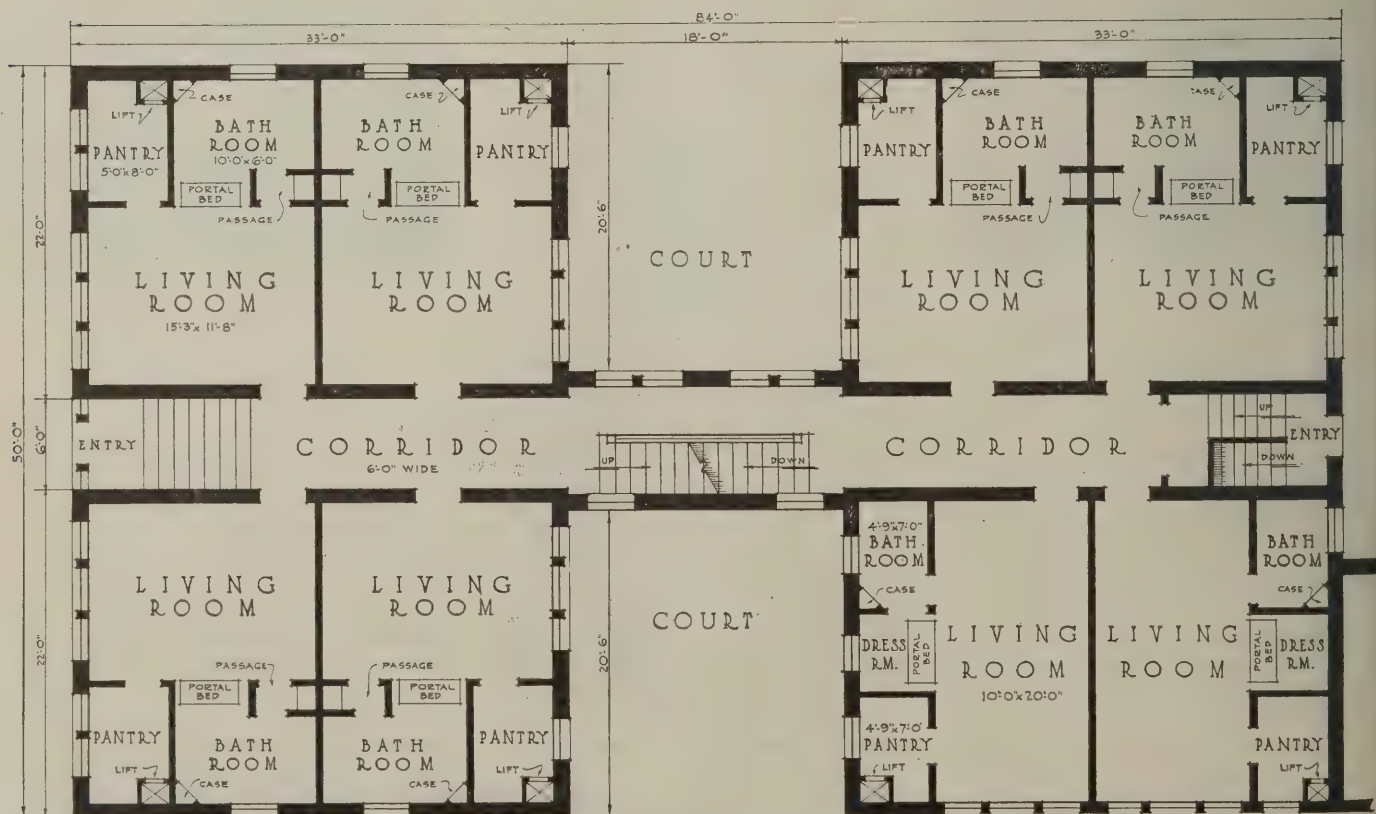 84'-0"
33'-0"
18'-0"
33'-0"
CASE
CASE
CASE
CASE
LIFT
LIFT
LIFT
LIFT
BATH
ROOM
10'-0"x6'-0"
BATH
ROOM
BATH
ROOM
BATH
ROOM
PANTRY
5'-0"x8'-0"
PANTRY
PANTRY
PANTRY
PORTAL
BED
PORTAL
BED
PORTAL
BED
PORTAL
BED
PASSAGE
PASSAGE
PASSAGE
PASSAGE
22'-0"
20'-6"
LIVING
ROOM
15'-3"x 11'-8"
LIVING
ROOM
COURT
LIVING
ROOM
LIVING
ROOM
50'-0"
6'-0"
ENTRY
CORRIDOR
6'-0" WIDE
UP
DOWN
CORRIDOR
UP
DOWN
ENTRY
LIVING
ROOM
LIVING
ROOM
COURT
4'-9"x7'-0"
BATH
ROOM
CASE
DRESS
RM.
PORTAL
BED
LIVING
ROOM
10'-0"x20'-0"
LIVING
ROOM
BATH
ROOM
CASE
PORTAL
BED
DRESS
RM.
22'-0"
20'-6"
PASSAGE
PASSAGE
PORTAL
BED
PORTAL
BED
PANTRY
BATH
ROOM
BATH
ROOM
PANTRY
4'-9"x7'-0"
PANTRY
PANTRY
LIFT
CASE
CASE
LIFT
LIFT
LIFT